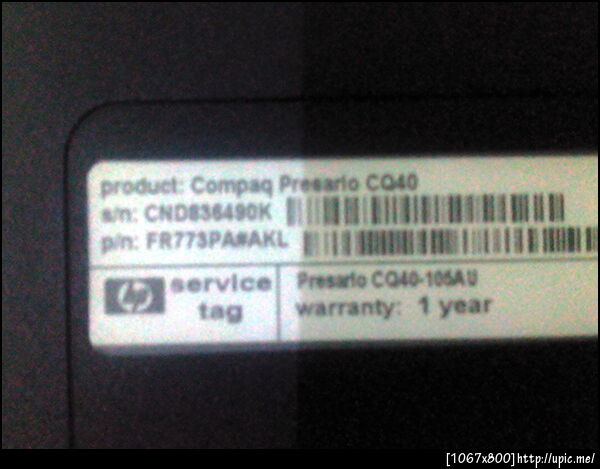 product: Compaq Presario CQ40
s/n: CND836490K
p/n: FR773PA#AKL
hp service tag
Presario CQ40-105AU
warranty: 1 year
[1067x800]http://upic.me/